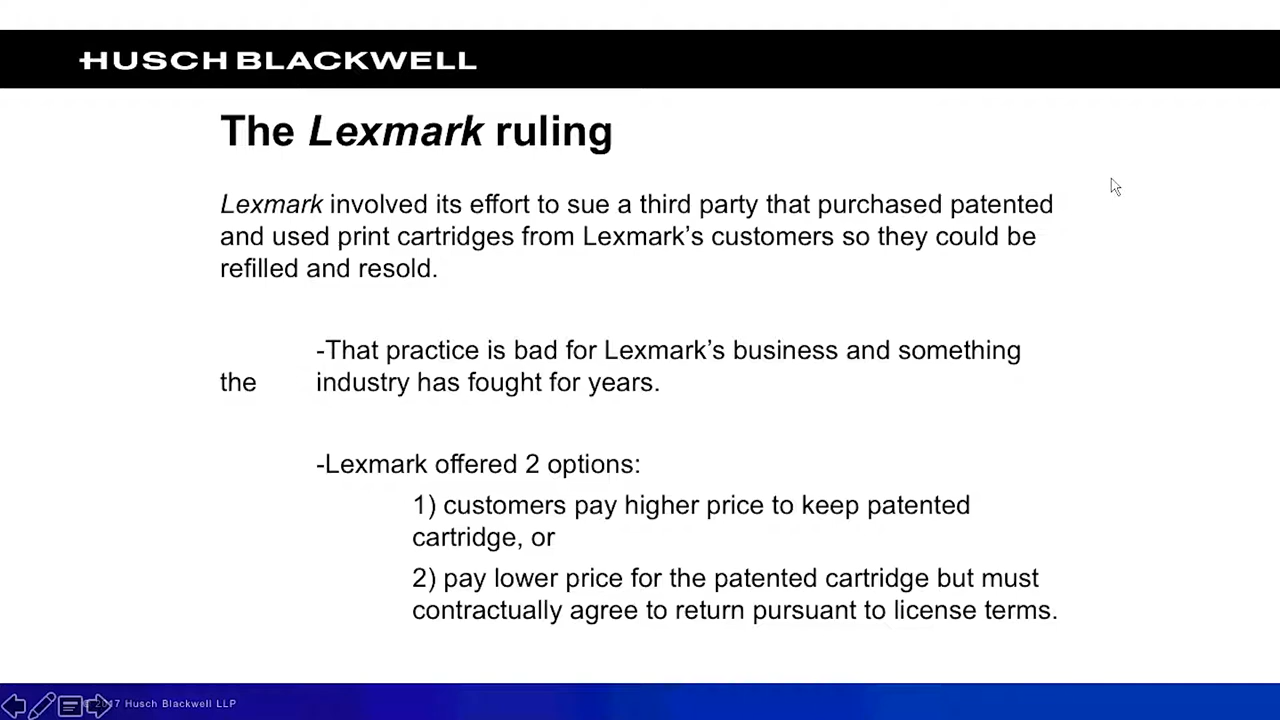 HUSCH BLACKWELL
The Lexmark ruling
Lexmark involved its effort to sue a third party that purchased patented
and used print cartridges from Lexmark’s customers so they could be
refilled and resold.
-That practice is bad for Lexmark’s business and something
the industry has fought for years.
-Lexmark offered 2 options:
1) customers pay higher price to keep patented
cartridge, or
2) pay lower price for the patented cartridge but must
contractually agree to return pursuant to license terms.
Husch Blackwell LLP